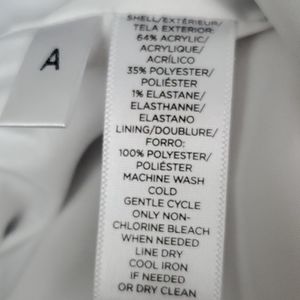 SHELL/EXTÉRIEUR/
TELA EXTERIOR:
64% ACRYLIC/
ACRYLIQUE/
ACRÍLICO
35% POLYESTER/
POLIÉSTER
1% ELASTANE/
ELASTHANNE/
ELASTANO
LINING/DOUBLURE/
FORRO:
100% POLYESTER/
POLIÉSTER
MACHINE WASH
COLD
GENTLE CYCLE
ONLY NON-
CHLORINE BLEACH
WHEN NEEDED
LINE DRY
COOL IRON
IF NEEDED
OR DRY CLEAN
A